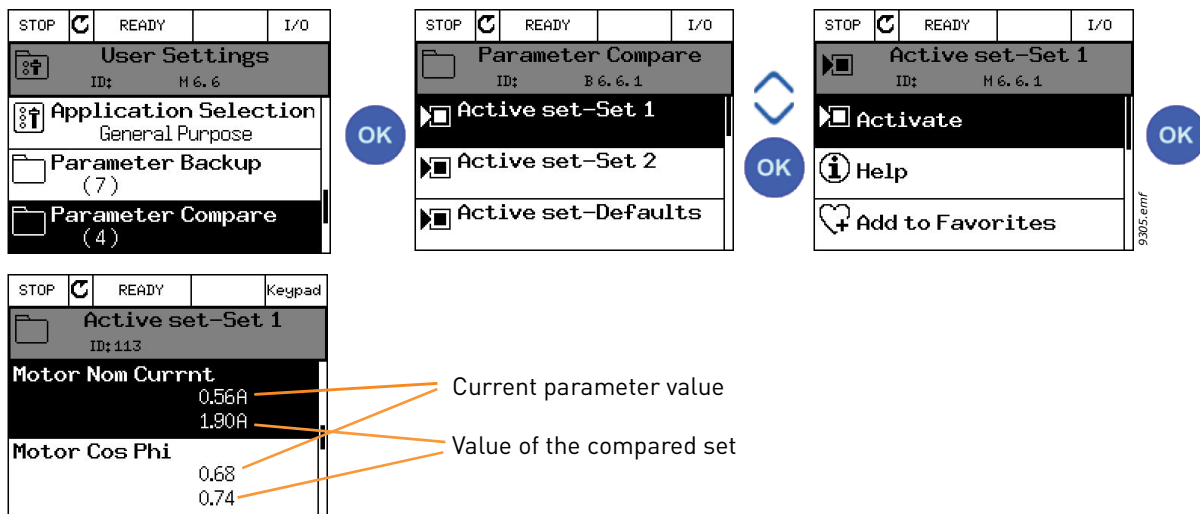 STOP READY I/O
User Settings
ID: M6.6
Application Selection
General Purpose
Parameter Backup
(7)
Parameter Compare
(4)
OK
STOP READY I/O
Parameter Compare
ID: B6.6.1
Active set-Set 1
Active set-Set 2
Active set-Defaults
OK
STOP READY I/O
Active set-Set 1
ID: M6.6.1
Activate
Help
Add to Favorites
OK
9305.emf
STOP READY Keypad
Active set-Set 1
ID:113
Motor Nom Currnt
0.56A
1.90A
Motor Cos Phi
0.68
0.74
Current parameter value
Value of the compared set